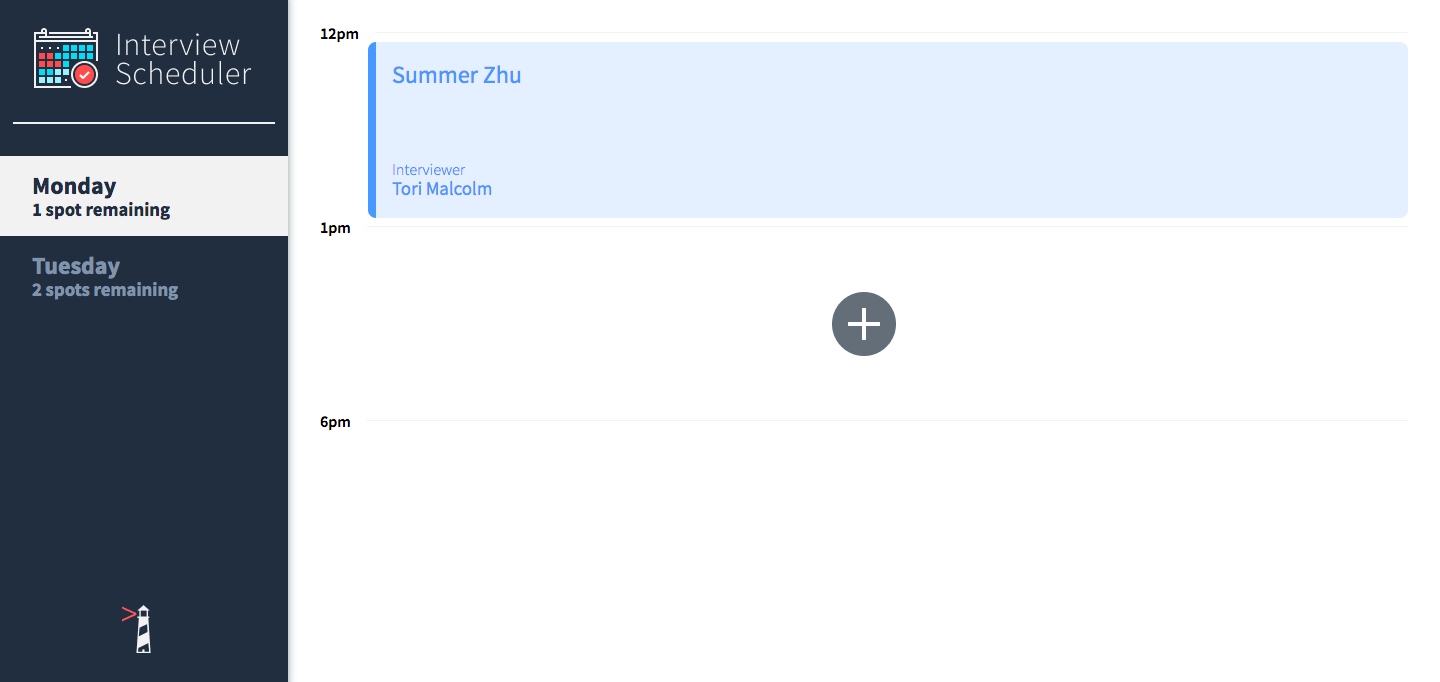 Interview
Scheduler
Monday
1 spot remaining
Tuesday
2 spots remaining
12pm
Summer Zhu
Interviewer
Tori Malcolm
1pm
6pm